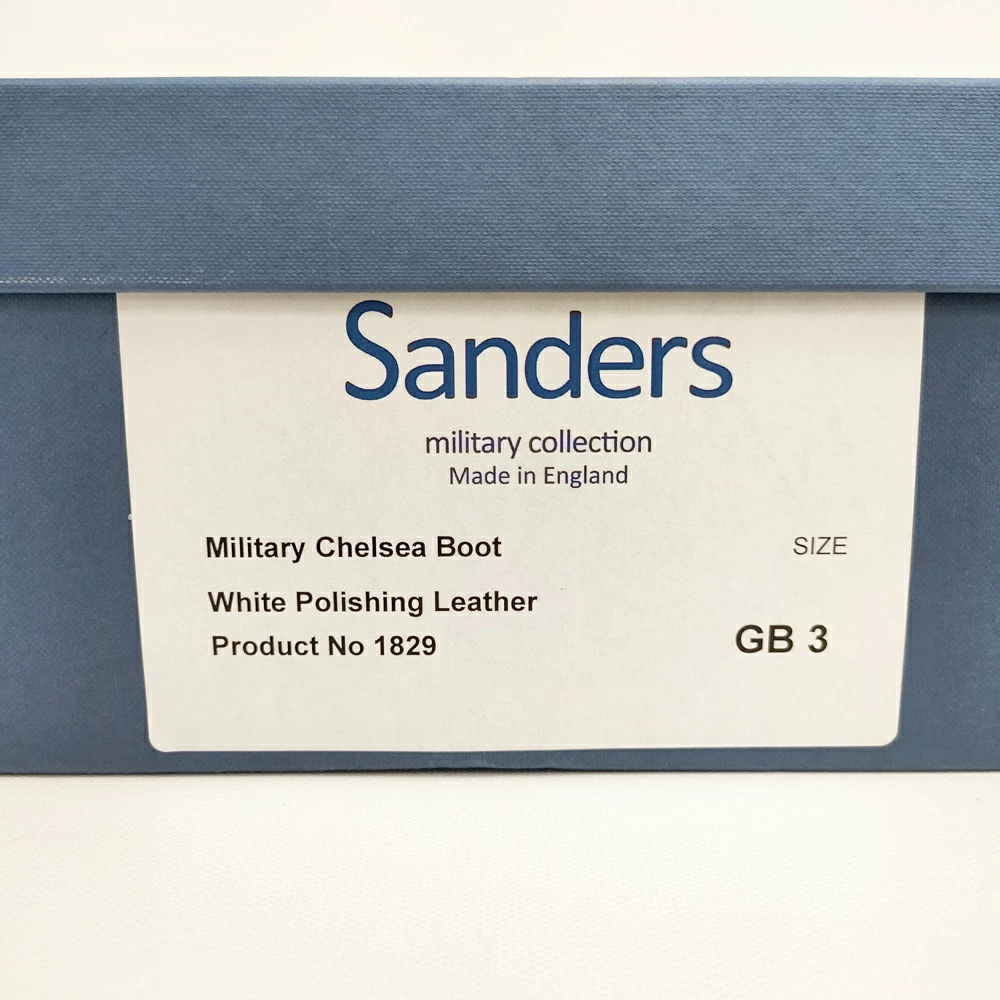 Sanders
military collection
Made in England
Military Chelsea Boot
SIZE
White Polishing Leather
Product No 1829
GB 3